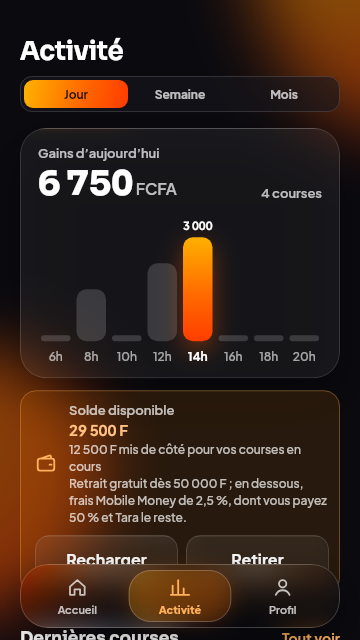 Activité
Jour Semaine Mois
Gains d’aujourd’hui
6 750 FCFA
4 courses
3 000
6h 8h 10h 12h 14h 16h 18h 20h
Solde disponible
29 500 F
12 500 F mis de côté pour vos courses en
cours
Retrait gratuit dès 50 000 F ; en dessous,
frais Mobile Money de 2,5 %, dont vous payez
50 % et Tara le reste.
Recharger Retirer
Accueil Activité Profil
Dernières courses Tout voir